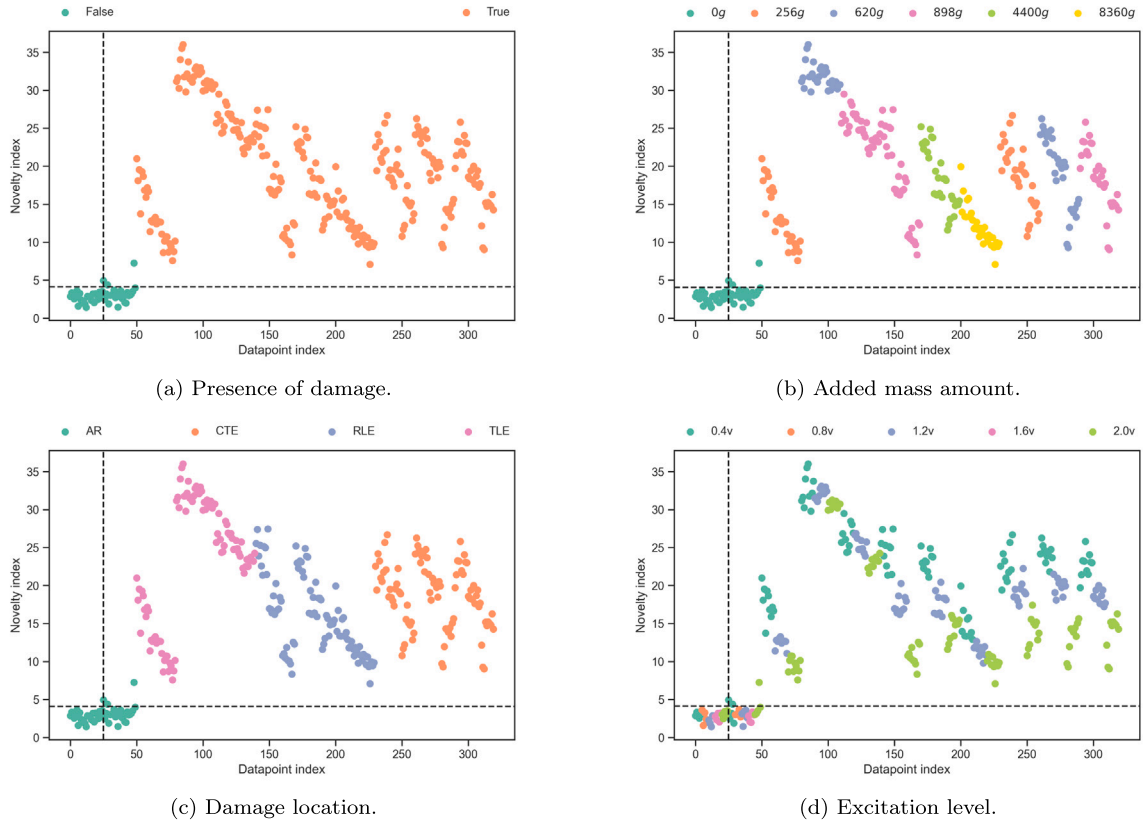 False True
35
30
25
20
15
10
5
0
Novelty index
0 50 100 150 200 250 300
Datapoint index
(a) Presence of damage.
0g 256g 620g 898g 4400g 8360g
35
30
25
20
15
10
5
0
Novelty index
0 50 100 150 200 250 300
Datapoint index
(b) Added mass amount.
AR CTE RLE TLE
35
30
25
20
15
10
5
0
Novelty index
0 50 100 150 200 250 300
Datapoint index
(c) Damage location.
0.4v 0.8v 1.2v 1.6v 2.0v
35
30
25
20
15
10
5
0
Novelty index
0 50 100 150 200 250 300
Datapoint index
(d) Excitation level.